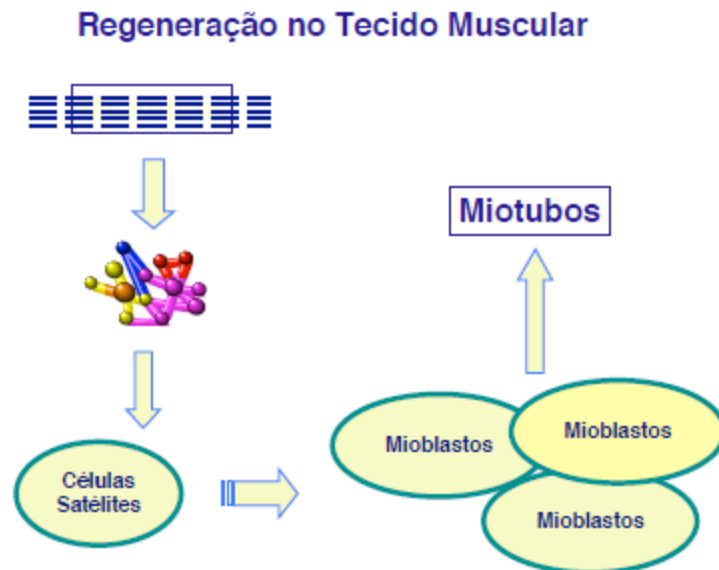 Regeneração no Tecido Muscular
Miotubos
Mioblastos
Mioblastos
Mioblastos
Células
Satélites